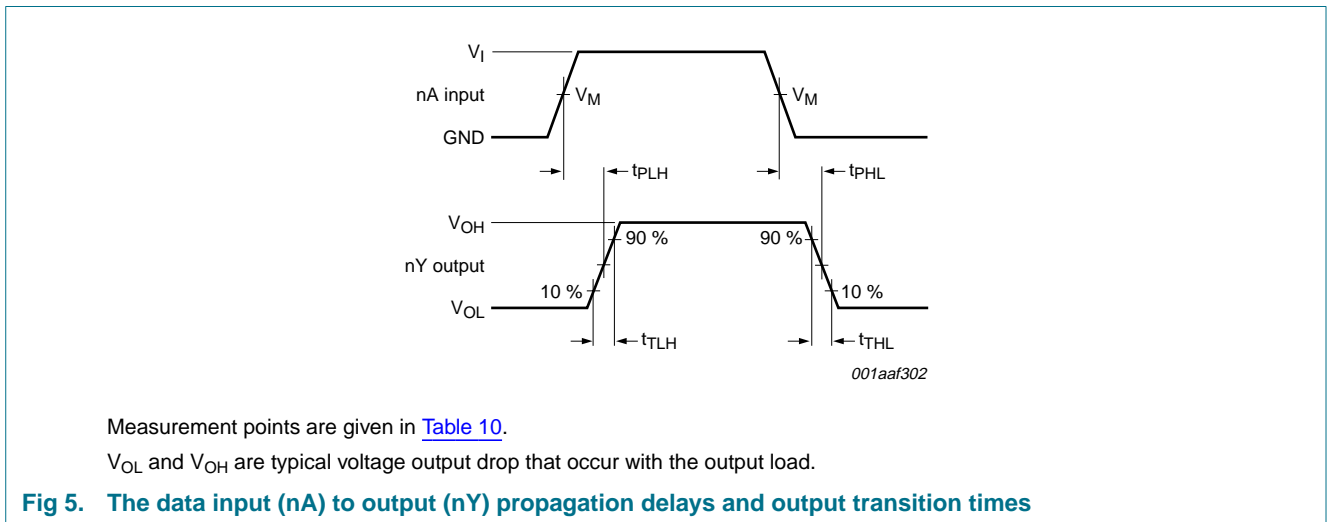 VI
nA input
VM
VM
GND
tPLH
tPHL
VOH
90 %
90 %
nY output
10 %
10 %
VOL
tTLH
tTHL
001aaf302
Measurement points are given in Table 10.
VOL and VOH are typical voltage output drop that occur with the output load.
Fig 5. The data input (nA) to output (nY) propagation delays and output transition times